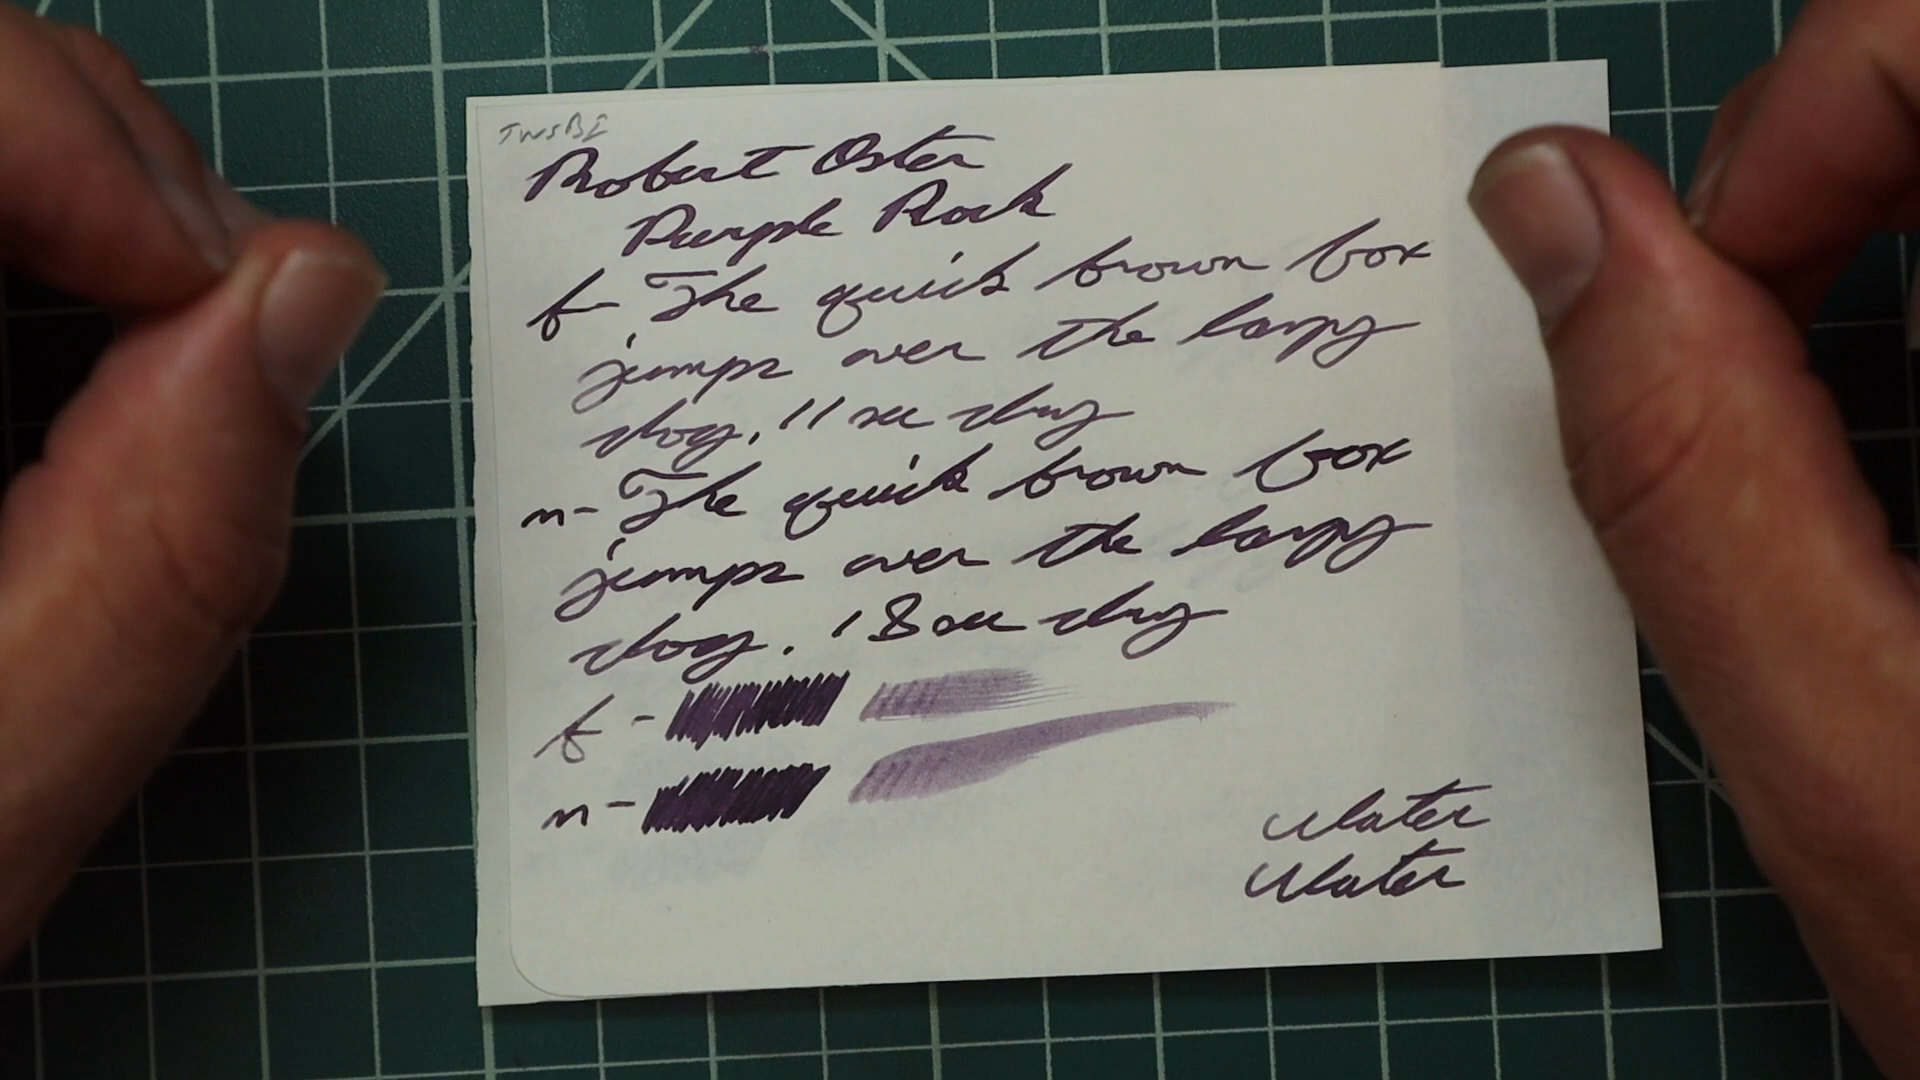 TWSBI
Robert Oster
Purple Rock
f- The quick brown fox
jumps over the lazy
dog. 11 sec dry
m- The quick brown fox
jumps over the lazy
dog. 18 sec dry
f -
m -
Water
Water